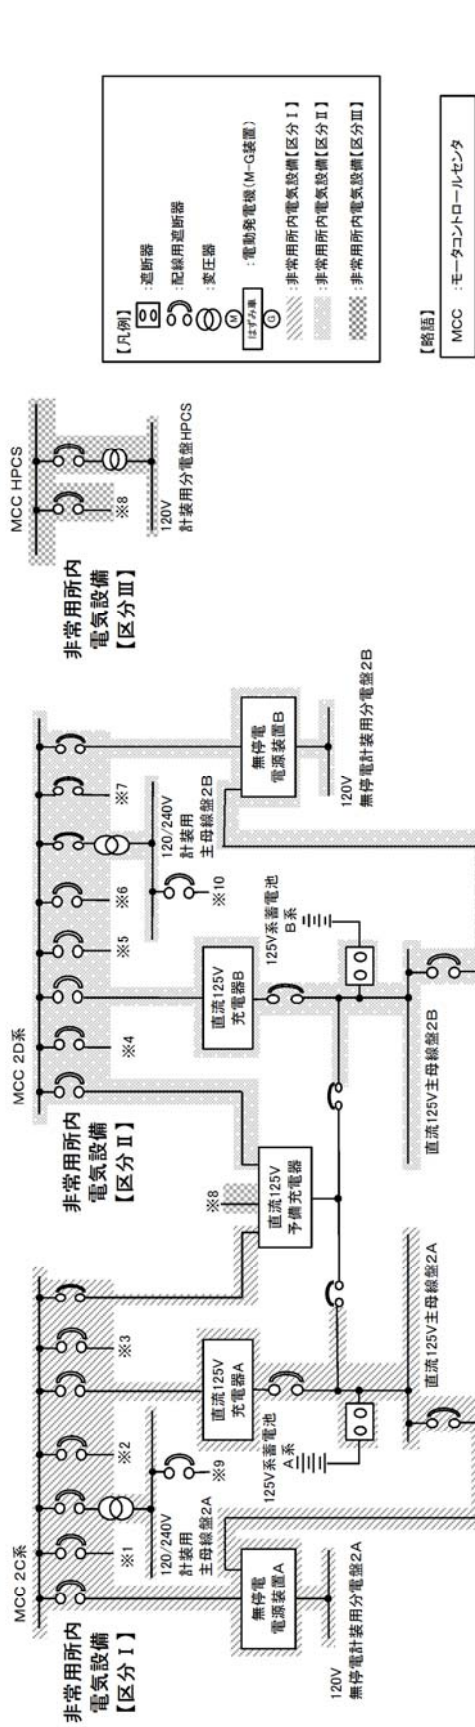 MCC 2C系
非常用所内
電気設備
【区分Ⅰ】
※1
※2
※3
120/240V
計装用
主母線盤2A
※9
無停電
電源装置A
120V
無停電計装用分電盤2A
直流125V
充電器A
125V系蓄電池
A系
直流125V主母線盤2A
※8
直流125V
予備充電器
MCC 2D系
非常用所内
電気設備
【区分Ⅱ】
※4
※5
※6
※7
直流125V
充電器B
125V系蓄電池
B系
直流125V主母線盤2B
120/240V
計装用
主母線盤2B
※10
無停電
電源装置B
120V
無停電計装用分電盤2B
MCC HPCS
非常用所内
電気設備
【区分Ⅲ】
※8
120V
計装用分電盤HPCS
【凡例】
:遮断器
:配線用遮断器
:変圧器
M
はずみ車
G
:電動発電機(M-G装置)
:非常用所内電気設備【区分Ⅰ】
:非常用所内電気設備【区分Ⅱ】
:非常用所内電気設備【区分Ⅲ】
【略語】
MCC :モータコントロールセンタ